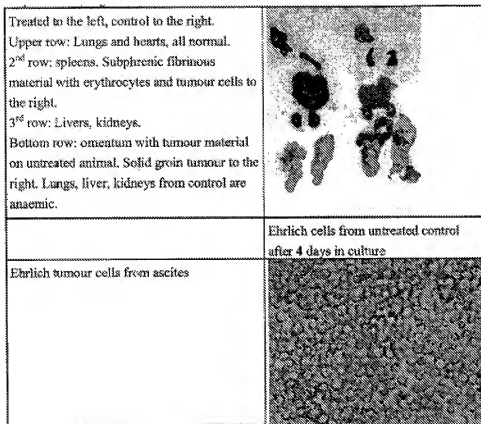 Treated to the left, control to the right.
Upper row: Lungs and hearts, all normal.
2nd row: spleens. Subphrenic fibrinous
material with erythrocytes and tumour cells to
the right.
3rd row: Livers, kidneys.
Bottom row: omentum with tumour material
on untreated animal. Solid groin tumour to the
right. Lungs, liver, kidneys from control are
anaemic.
Ehrlich cells from untreated control
after 4 days in culture
Ehrlich tumour cells from ascites